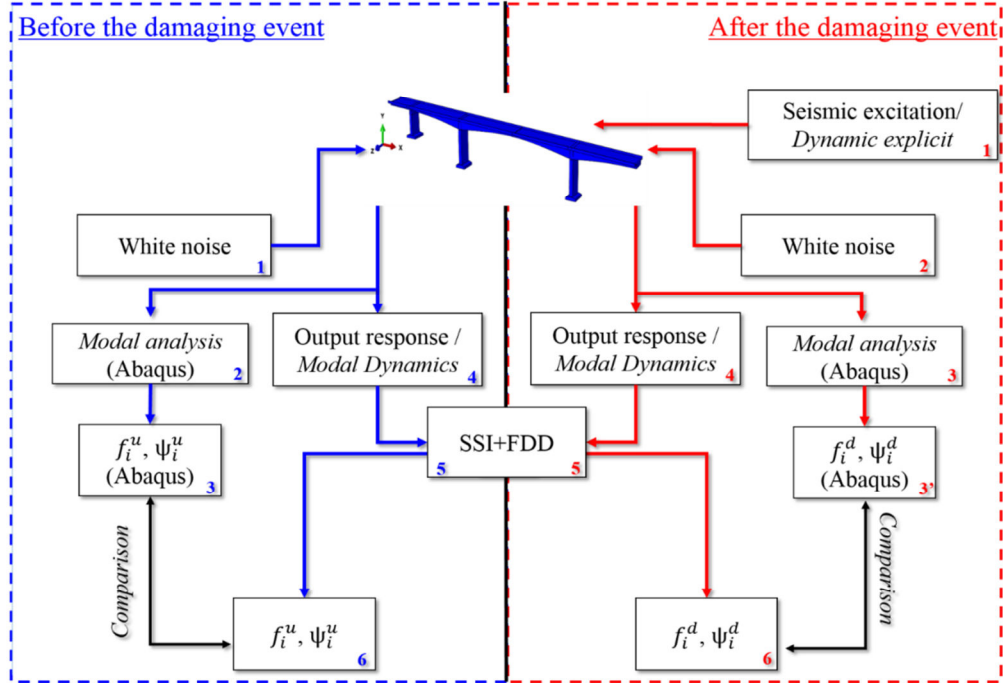 Before the damaging event
After the damaging event
Seismic excitation/
Dynamic explicit
1
Y
Z
X
White noise
1
White noise
2
Modal analysis
(Abaqus)
2
Output response /
Modal Dynamics
4
Output response /
Modal Dynamics
4
Modal analysis
(Abaqus)
3
SSI+FDD
5
5
f_i^u, ψ_i^u
(Abaqus)
3
f_i^d, ψ_i^d
(Abaqus)
3’
Comparison
Comparison
f_i^u, ψ_i^u
6
f_i^d, ψ_i^d
6